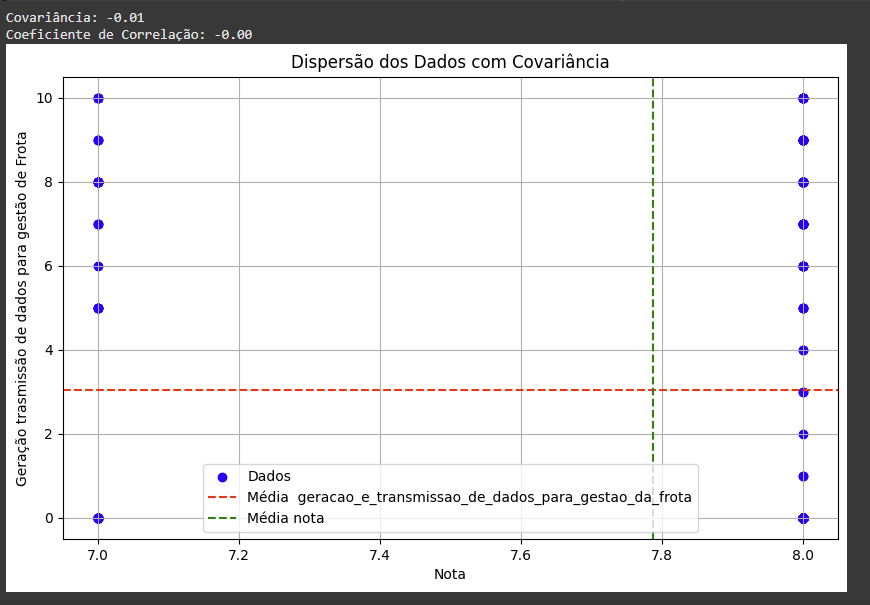 Covariância: -0.01
Coeficiente de Correlação: -0.00
Dispersão dos Dados com Covariância
Geração trasmissão de dados para gestão de Frota
10
8
6
4
2
0
Dados
Média  geracao_e_transmissao_de_dados_para_gestao_da_frota
Média nota
7.0 7.2 7.4 7.6 7.8 8.0
Nota